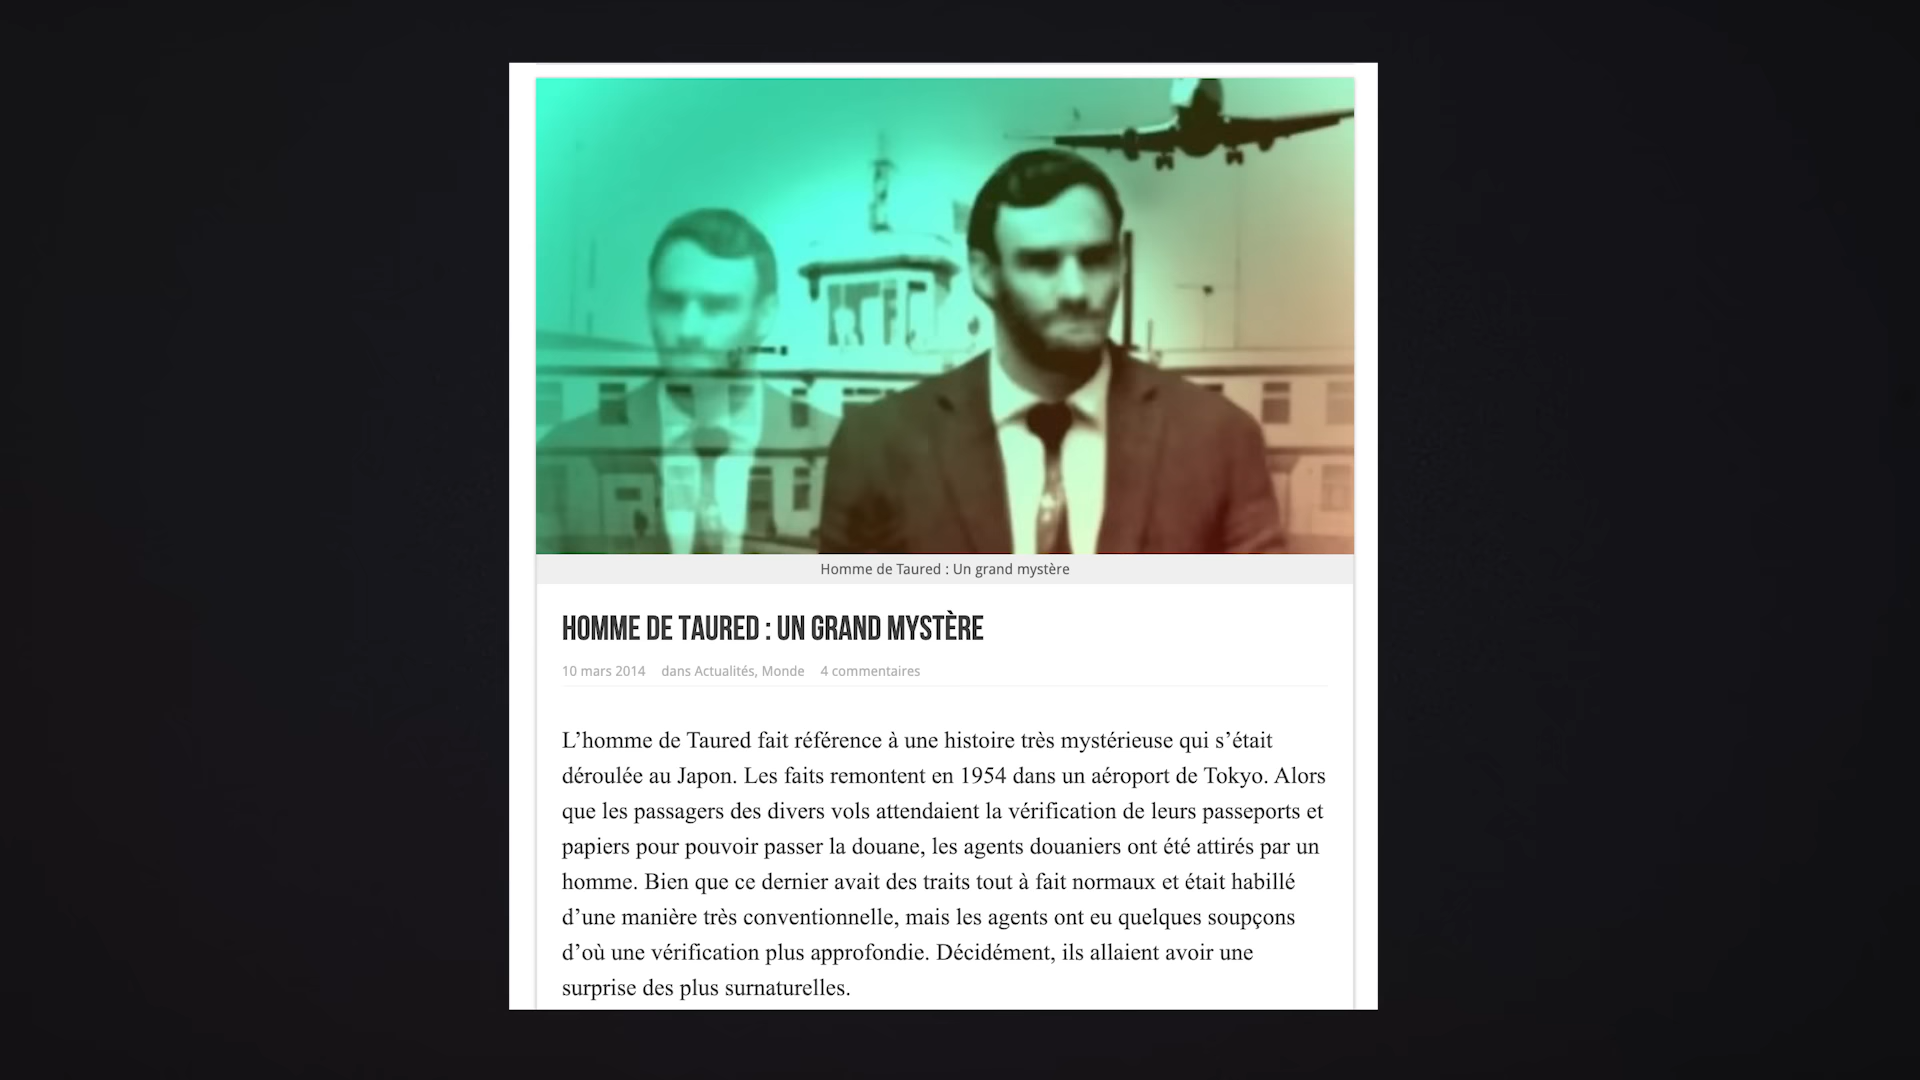 Homme de Taured : Un grand mystère
HOMME DE TAURED : UN GRAND MYSTÈRE
10 mars 2014 dans Actualités, Monde 4 commentaires
L’homme de Taured fait référence à une histoire très mystérieuse qui s’était
déroulée au Japon. Les faits remontent en 1954 dans un aéroport de Tokyo. Alors
que les passagers des divers vols attendaient la vérification de leurs passeports et
papiers pour pouvoir passer la douane, les agents douaniers ont été attirés par un
homme. Bien que ce dernier avait des traits tout à fait normaux et était habillé
d’une manière très conventionnelle, mais les agents ont eu quelques soupçons
d’où une vérification plus approfondie. Décidément, ils allaient avoir une
surprise des plus surnaturelles.